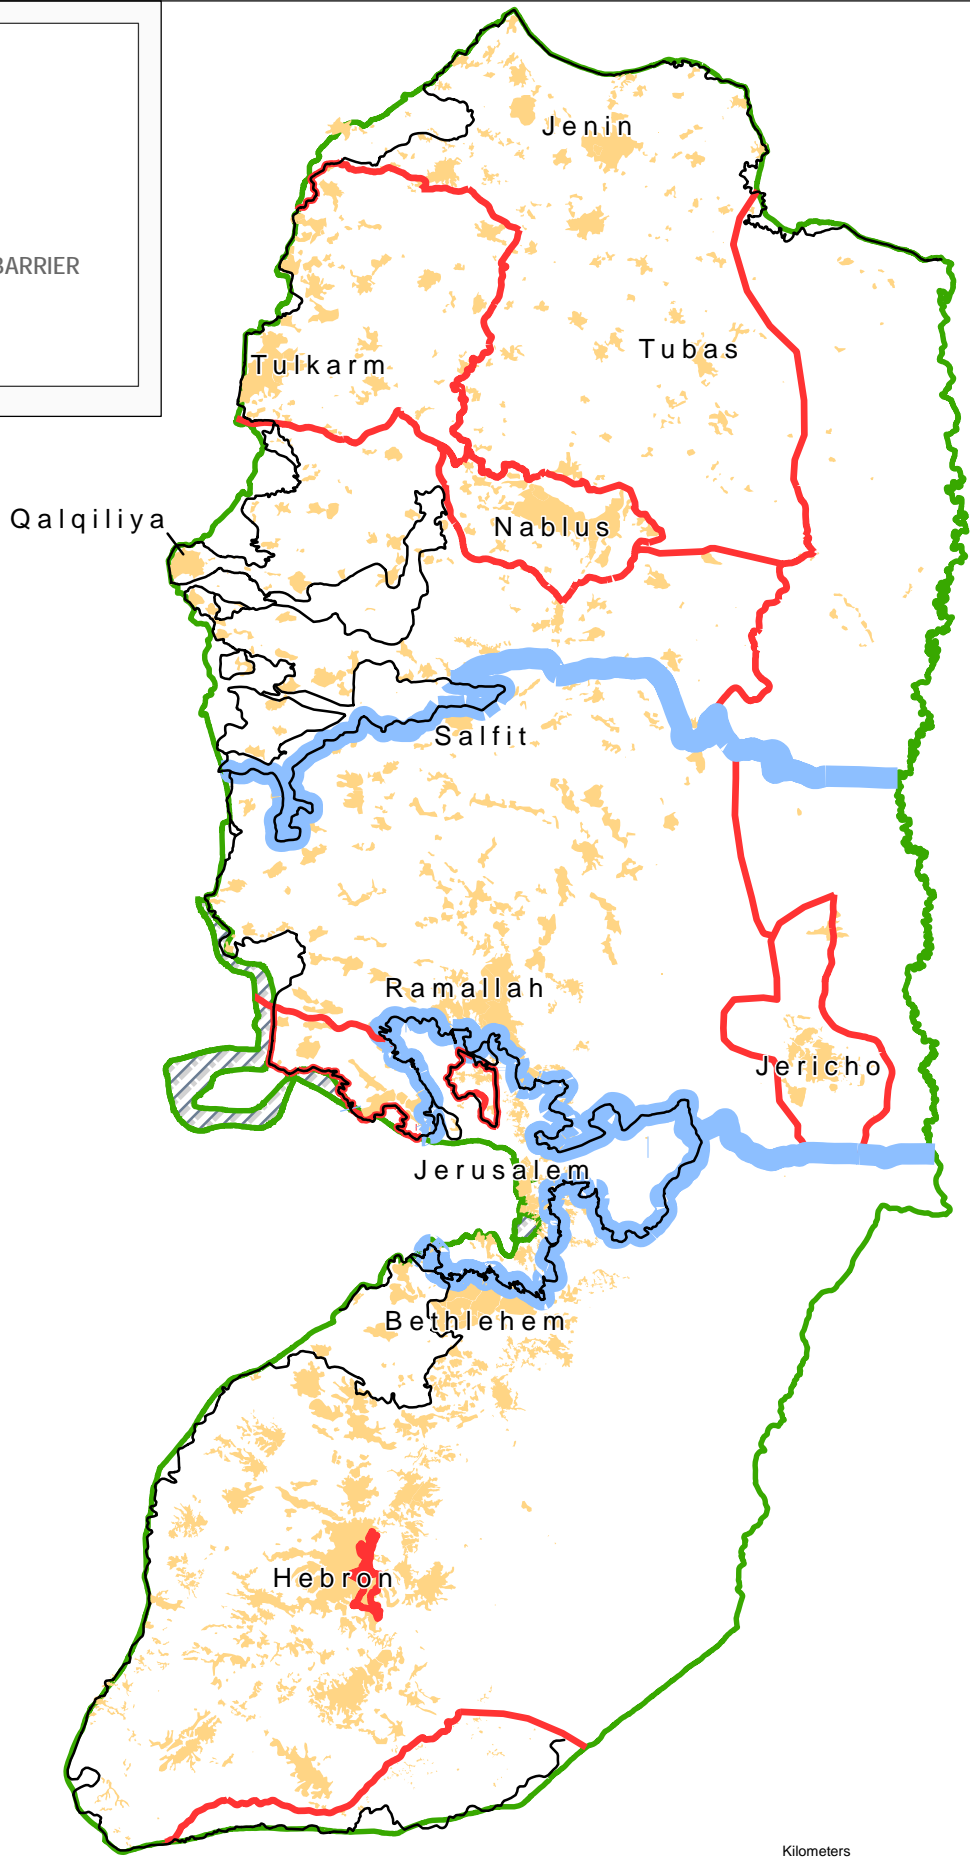 Jenin
BARRIER
Tubas
Tulkarm
Qalqiliya
Nablus
Salfit
Ramallah
Jericho
Jerusalem
Bethlehem
Hebron
Kilometers